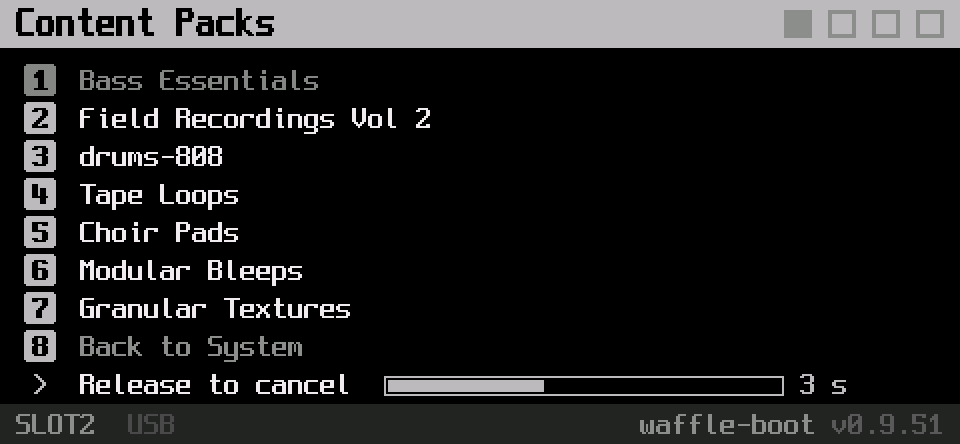 Content Packs
1 Bass Essentials
2 Field Recordings Vol 2
3 drums-808
4 Tape Loops
5 Choir Pads
6 Modular Bleeps
7 Granular Textures
8 Back to System
> Release to cancel 3 s
SLOT2 USB waffle-boot v0.9.51